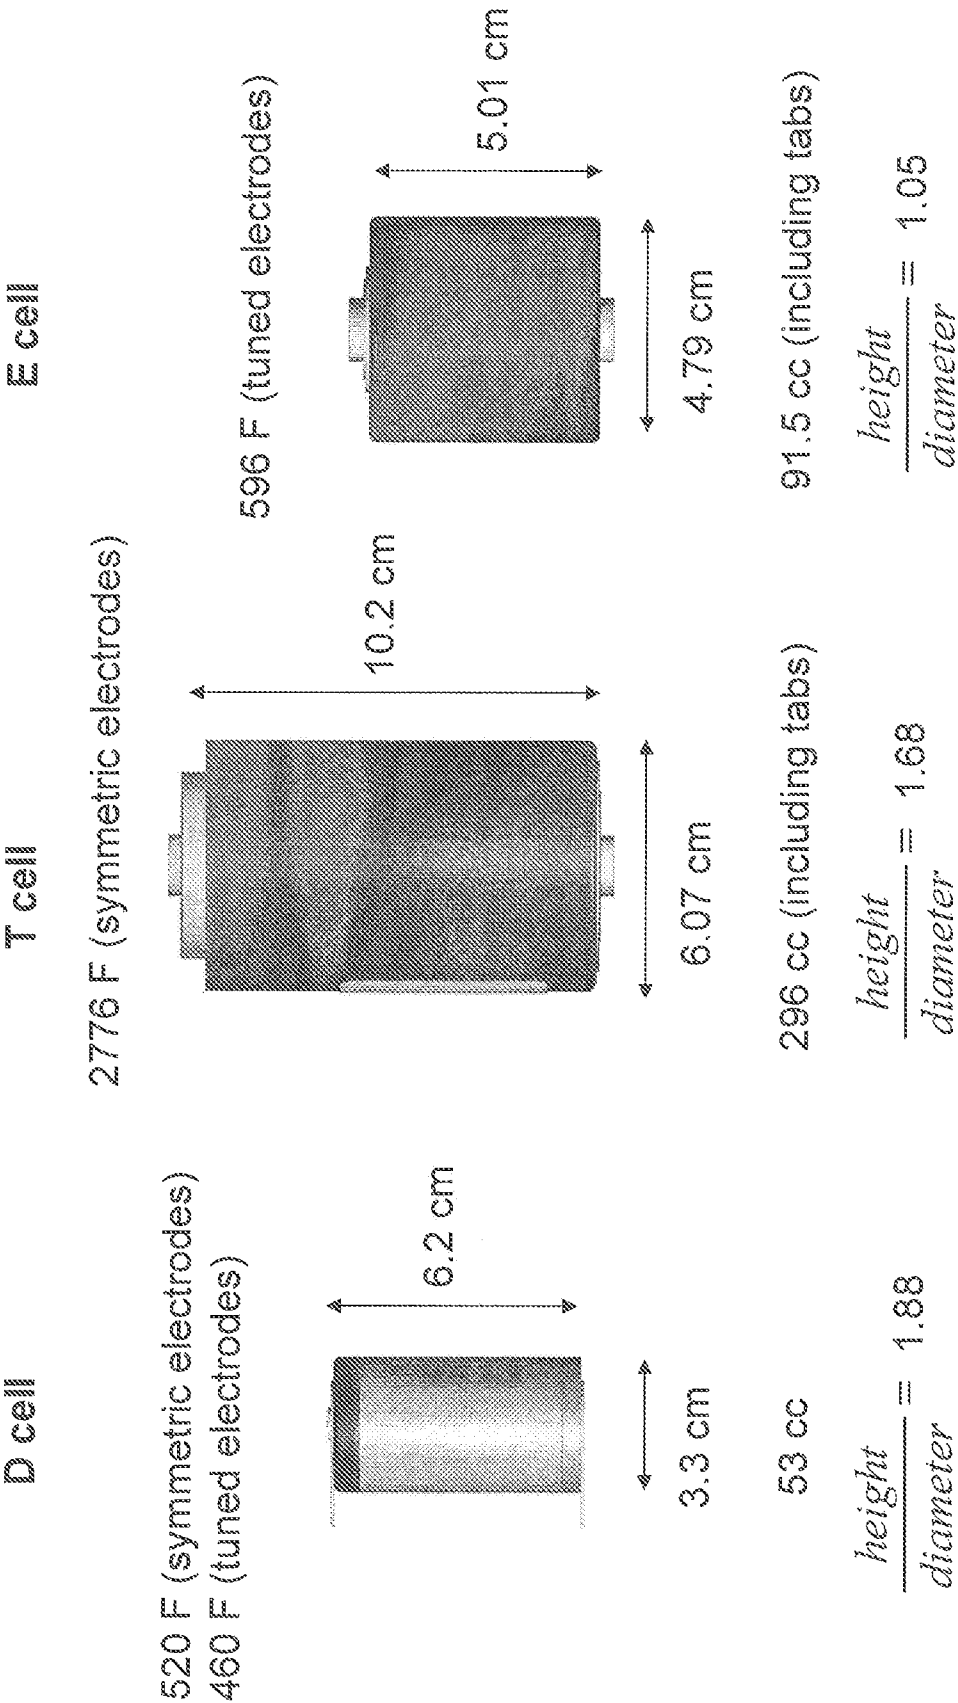 D cell
520 F (symmetric electrodes)
460 F (tuned electrodes)
6.2 cm
3.3 cm
53 cc
height
diameter
= 1.88
T cell
2776 F (symmetric electrodes)
10.2 cm
6.07 cm
296 cc (including tabs)
height
diameter
= 1.68
E cell
596 F (tuned electrodes)
5.01 cm
4.79 cm
91.5 cc (including tabs)
height
diameter
= 1.05